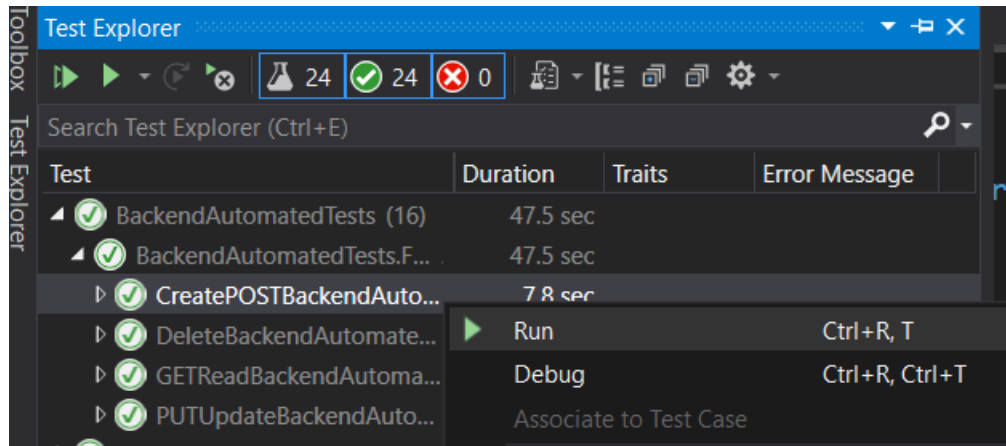 Toolbox
Test Explorer
Test Explorer
24 24 0
Search Test Explorer (Ctrl+E)
Test Duration Traits Error Message
BackendAutomatedTests (16) 47.5 sec
BackendAutomatedTests.F... 47.5 sec
CreatePOSTBackendAuto... 7.8 sec
DeleteBackendAutomate...
GETReadBackendAutoma...
PUTUpdateBackendAuto...
Run Ctrl+R, T
Debug Ctrl+R, Ctrl+T
Associate to Test Case